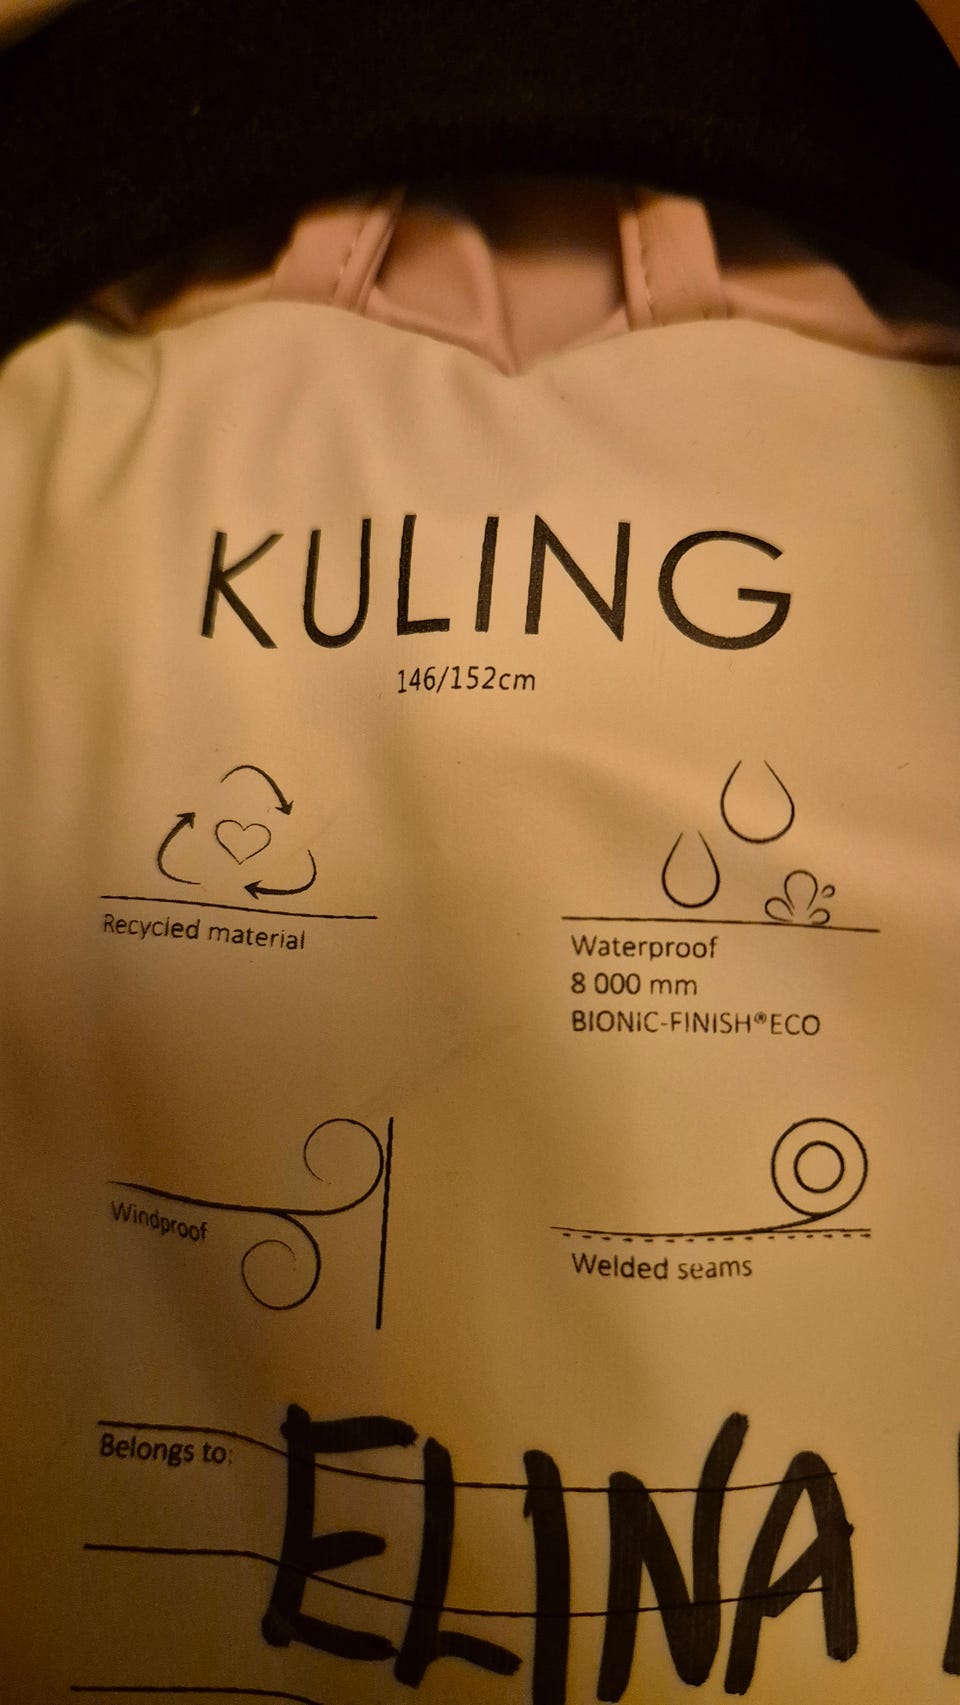 KULING
146/152cm
Recycled material
Waterproof
8 000 mm
BIONIC-FINISH®ECO
Windproof
Welded seams
Belongs to: ELINA